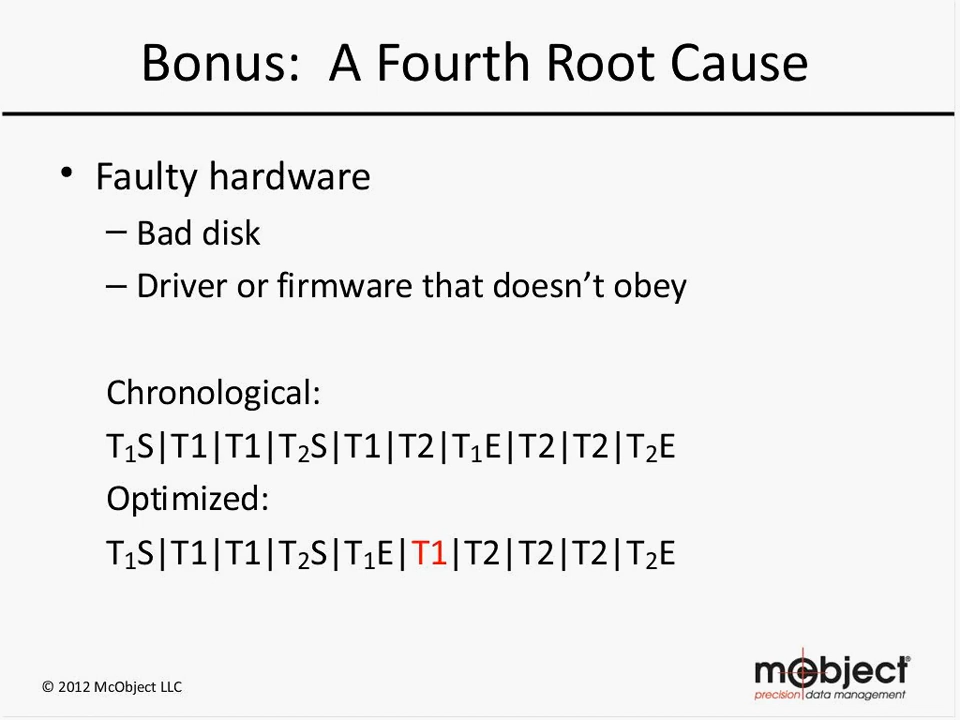 Bonus:  A Fourth Root Cause
• Faulty hardware
– Bad disk
– Driver or firmware that doesn’t obey
Chronological:
T₁S|T1|T1|T₂S|T1|T2|T₁E|T2|T2|T₂E
Optimized:
T₁S|T1|T1|T₂S|T₁E|T1|T2|T2|T2|T₂E
© 2012 McObject LLC
mcobject®
precision data management